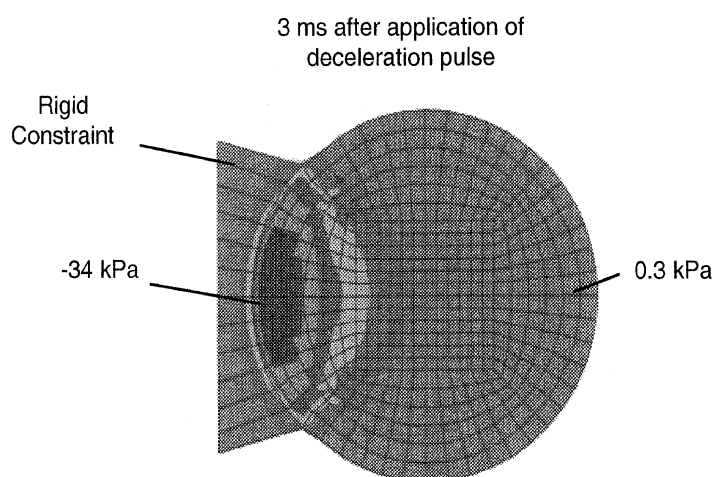 3 ms after application of
deceleration pulse
Rigid
Constraint
-34 kPa
0.3 kPa